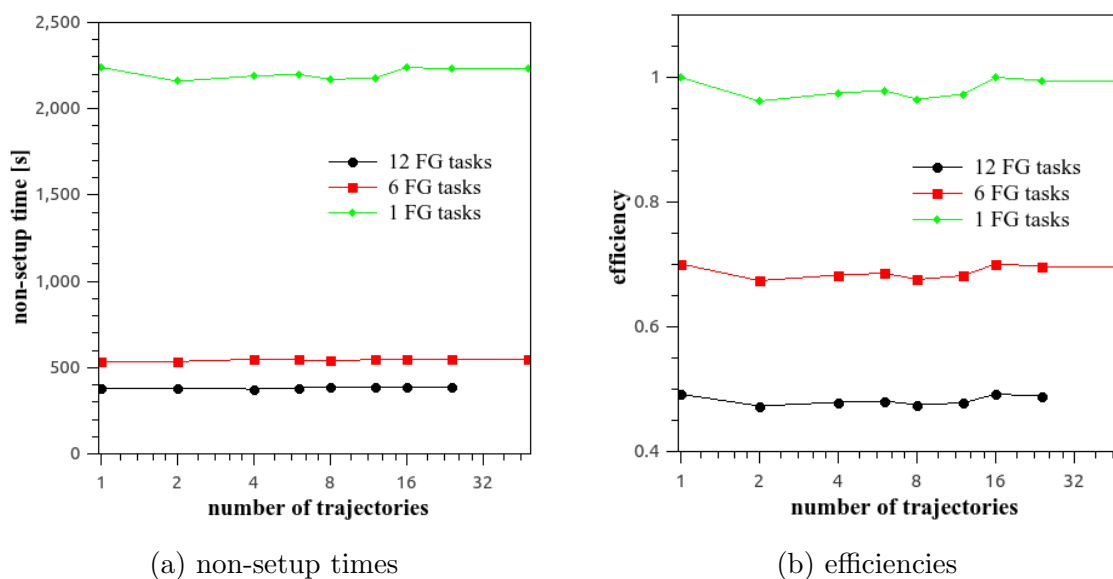 2,500
2,000
1,500
1,000
500
0
non-setup time [s]
12 FG tasks
6 FG tasks
1 FG tasks
1 2 4 8 16 32
number of trajectories
(a) non-setup times
1
0.8
0.6
0.4
efficiency
12 FG tasks
6 FG tasks
1 FG tasks
1 2 4 8 16 32
number of trajectories
(b) efficiencies